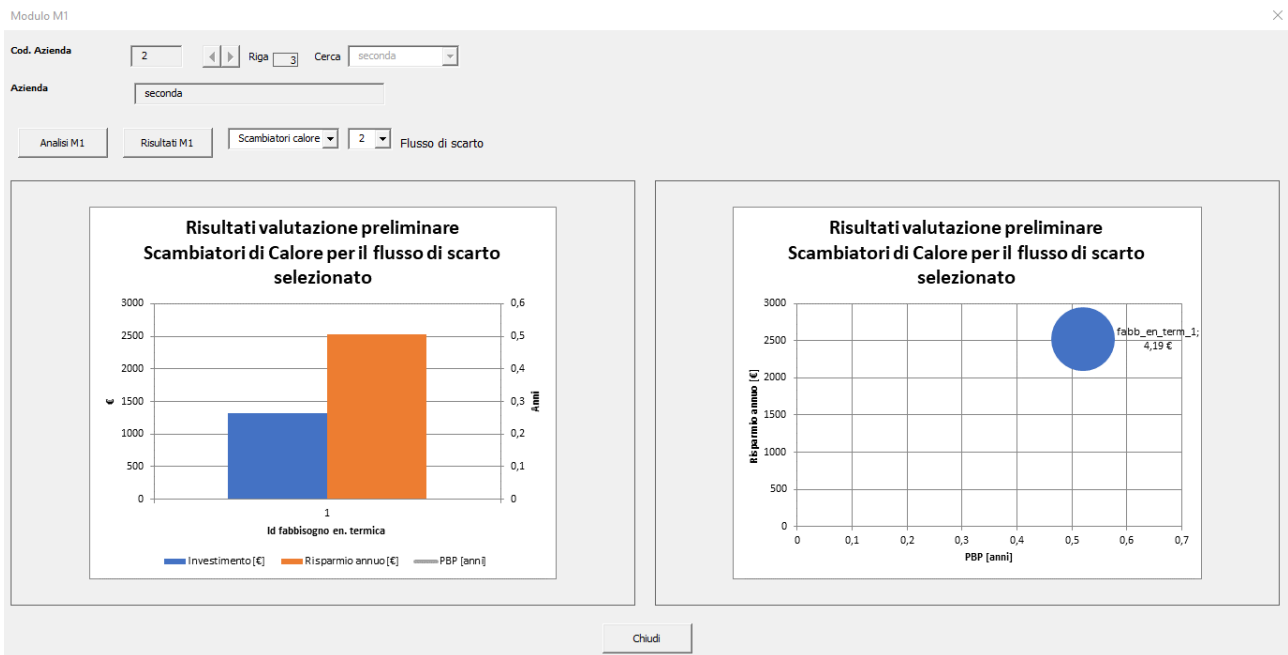 Modulo M1
Cod. Azienda 2 Riga 3 Cerca seconda
Azienda seconda
Analisi M1 Risultati M1 Scambiatori calore 2 Flusso di scarto
Risultati valutazione preliminare
Scambiatori di Calore per il flusso di scarto
selezionato
3000
2500
2000
1500
1000
500
0
€
0,6
0,5
0,4
0,3
0,2
0,1
0
Anni
1
Id fabbisogno en. termica
Investimento [€] Risparmio annuo [€] PBP [anni]
Risultati valutazione preliminare
Scambiatori di Calore per il flusso di scarto
selezionato
3000
2500
2000
1500
1000
500
0
Risparmio annuo [€]
fabb_en_term_1;
4,19 €
0 0,1 0,2 0,3 0,4 0,5 0,6 0,7
PBP [anni]
Chiudi